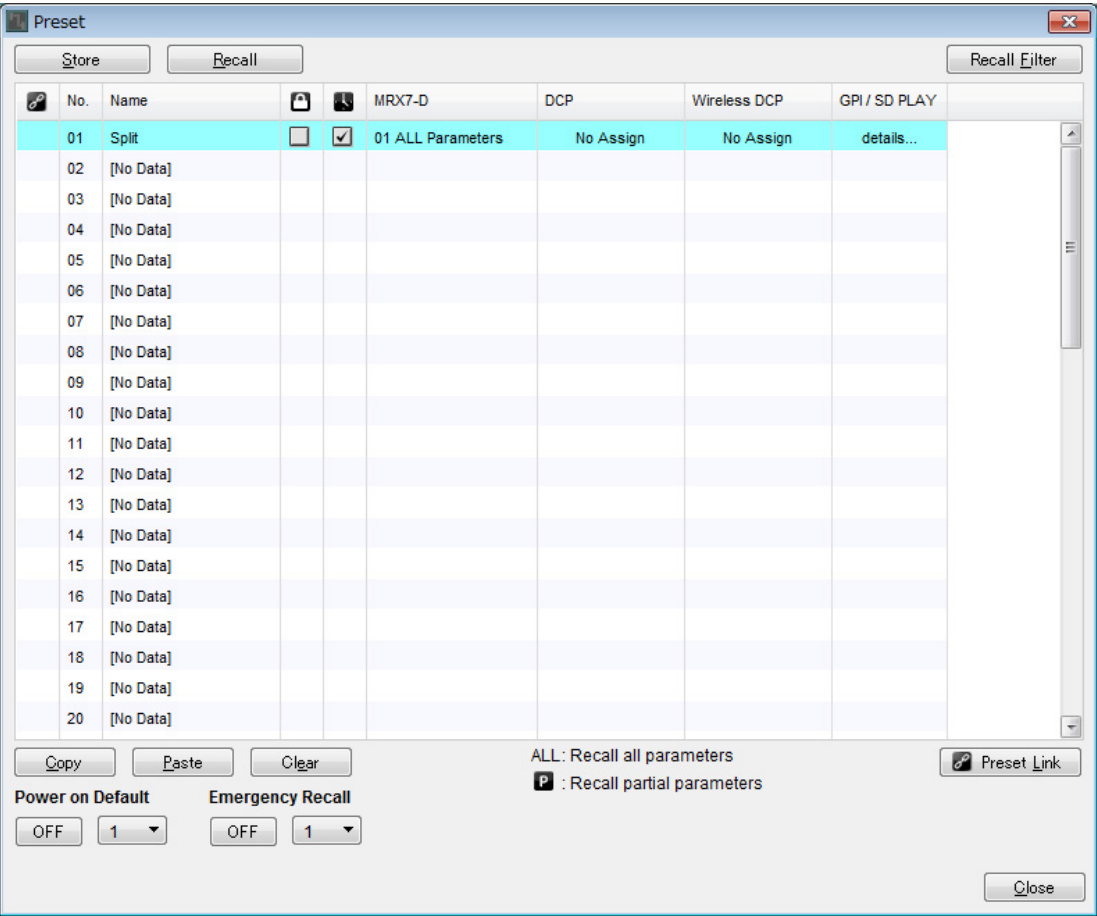 Preset
Store Recall Recall Filter
No. Name MRX7-D DCP Wireless DCP GPI / SD PLAY
01 Split 01 ALL Parameters No Assign No Assign details...
02 [No Data]
03 [No Data]
04 [No Data]
05 [No Data]
06 [No Data]
07 [No Data]
08 [No Data]
09 [No Data]
10 [No Data]
11 [No Data]
12 [No Data]
13 [No Data]
14 [No Data]
15 [No Data]
16 [No Data]
17 [No Data]
18 [No Data]
19 [No Data]
20 [No Data]
Copy Paste Clear ALL: Recall all parameters Preset Link
P : Recall partial parameters
Power on Default Emergency Recall
OFF 1 OFF 1
Close